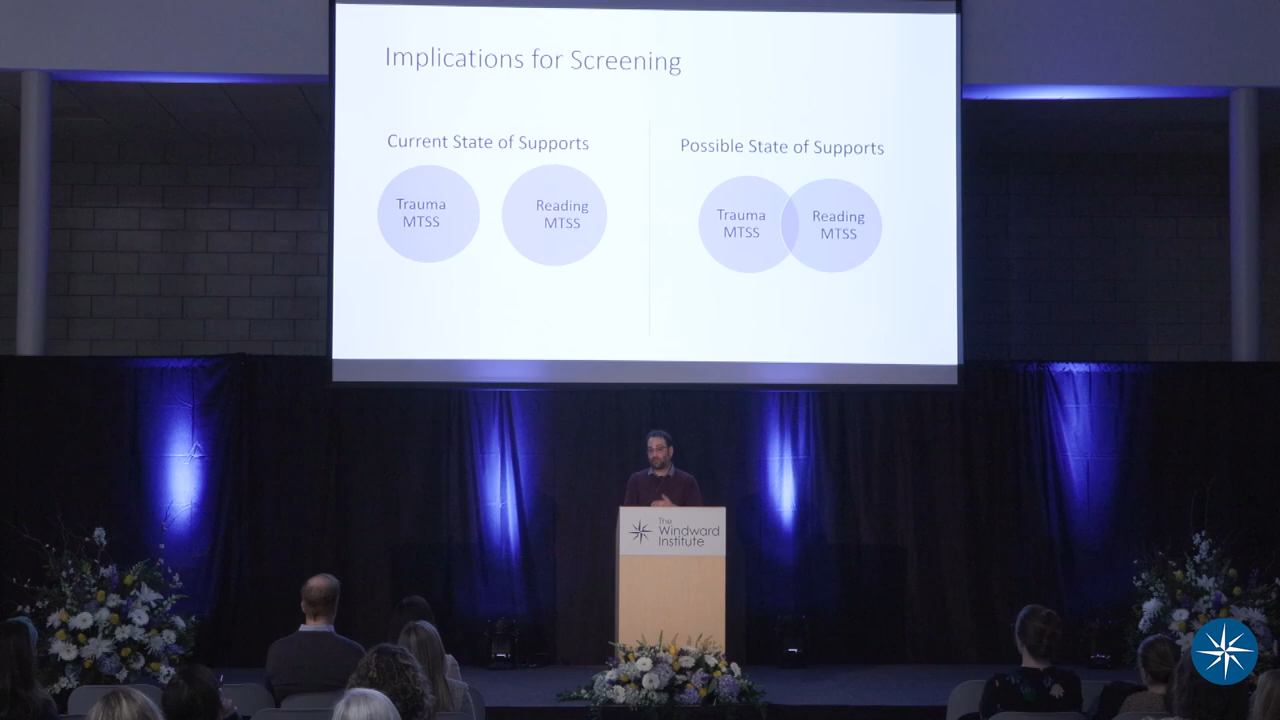 Implications for Screening
Current State of Supports
Trauma
MTSS
Reading
MTSS
Possible State of Supports
Trauma
MTSS
Reading
MTSS
The
Windward
Institute